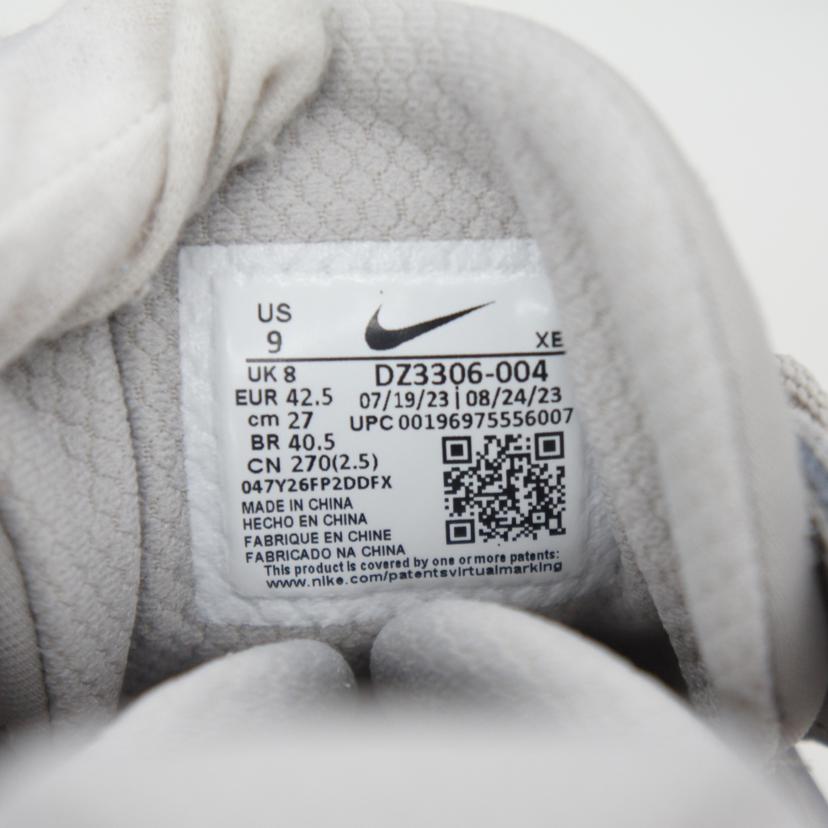 US
9
XE
UK 8
EUR 42.5
cm 27
BR 40.5
CN 270(2.5)
DZ3306-004
07/19/23 | 08/24/23
UPC 00196975556007
047Y26FP2DDFX
MADE IN CHINA
HECHO EN CHINA
FABRIQUE EN CHINE
FABRICADO NA CHINA
This product is covered by one or more patents:
www.nike.com/patentsvirtualmarking